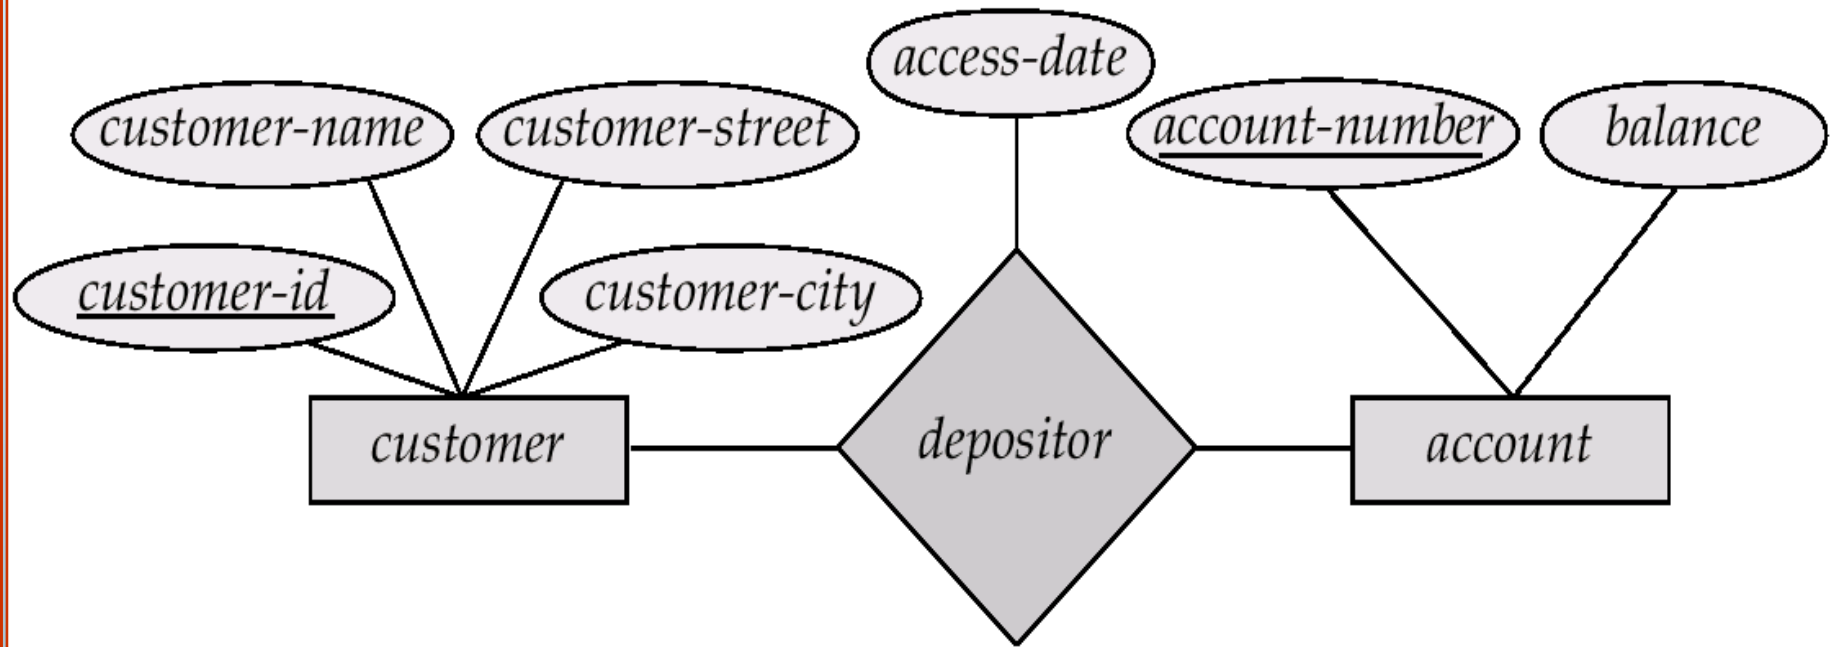 access-date
customer-name
customer-street
account-number
balance
customer-id
customer-city
customer
depositor
account